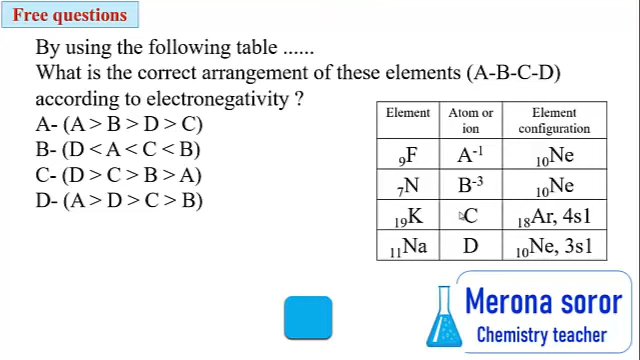 Free questions
By using the following table ......
What is the correct arrangement of these elements (A-B-C-D)
according to electronegativity ?
A- (A > B > D > C)
B- (D < A < C < B)
C- (D > C > B > A)
D- (A > D > C > B)
Element Atom or ion Element configuration
₉F A⁻¹ ₁₀Ne
₇N B⁻³ ₁₀Ne
₁₉K C ₁₈Ar, 4s1
₁₁Na D ₁₀Ne, 3s1
Merona soror
Chemistry teacher